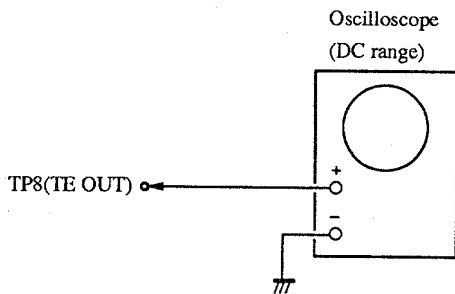 Oscilloscope
(DC range)
+
TP8(TE OUT)
−